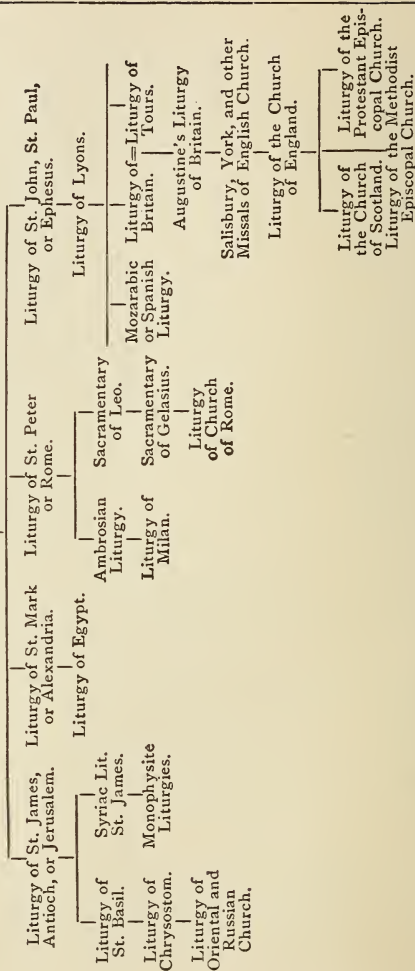 Liturgy of St. James,
Antioch, or Jerusalem.
Liturgy of
St. Basil.
Liturgy of
Chrysostom.
Liturgy of
Oriental and
Russian
Church.
Syriac Lit.
St. James.
Monophysite
Liturgies.
Liturgy of St. Mark
or Alexandria.
Liturgy of Egypt.
Liturgy of St. Peter
or Rome.
Ambrosian
Liturgy.
Liturgy of
Milan.
Sacramentary
of Leo.
Sacramentary
of Gelasius.
Liturgy
of Church
of Rome.
Liturgy of St. John, St. Paul,
or Ephesus.
Liturgy of Lyons.
Mozarabic
or Spanish
Liturgy.
Liturgy of=Liturgy of
Britain. Tours.
Augustine's Liturgy
of Britain.
Salisbury, York, and other
Missals of English Church.
Liturgy of the Church
of England.
Liturgy of
the Church
of Scotland.
Liturgy of the
Protestant Epis-
copal Church.
Liturgy of the Methodist
Episcopal Church.